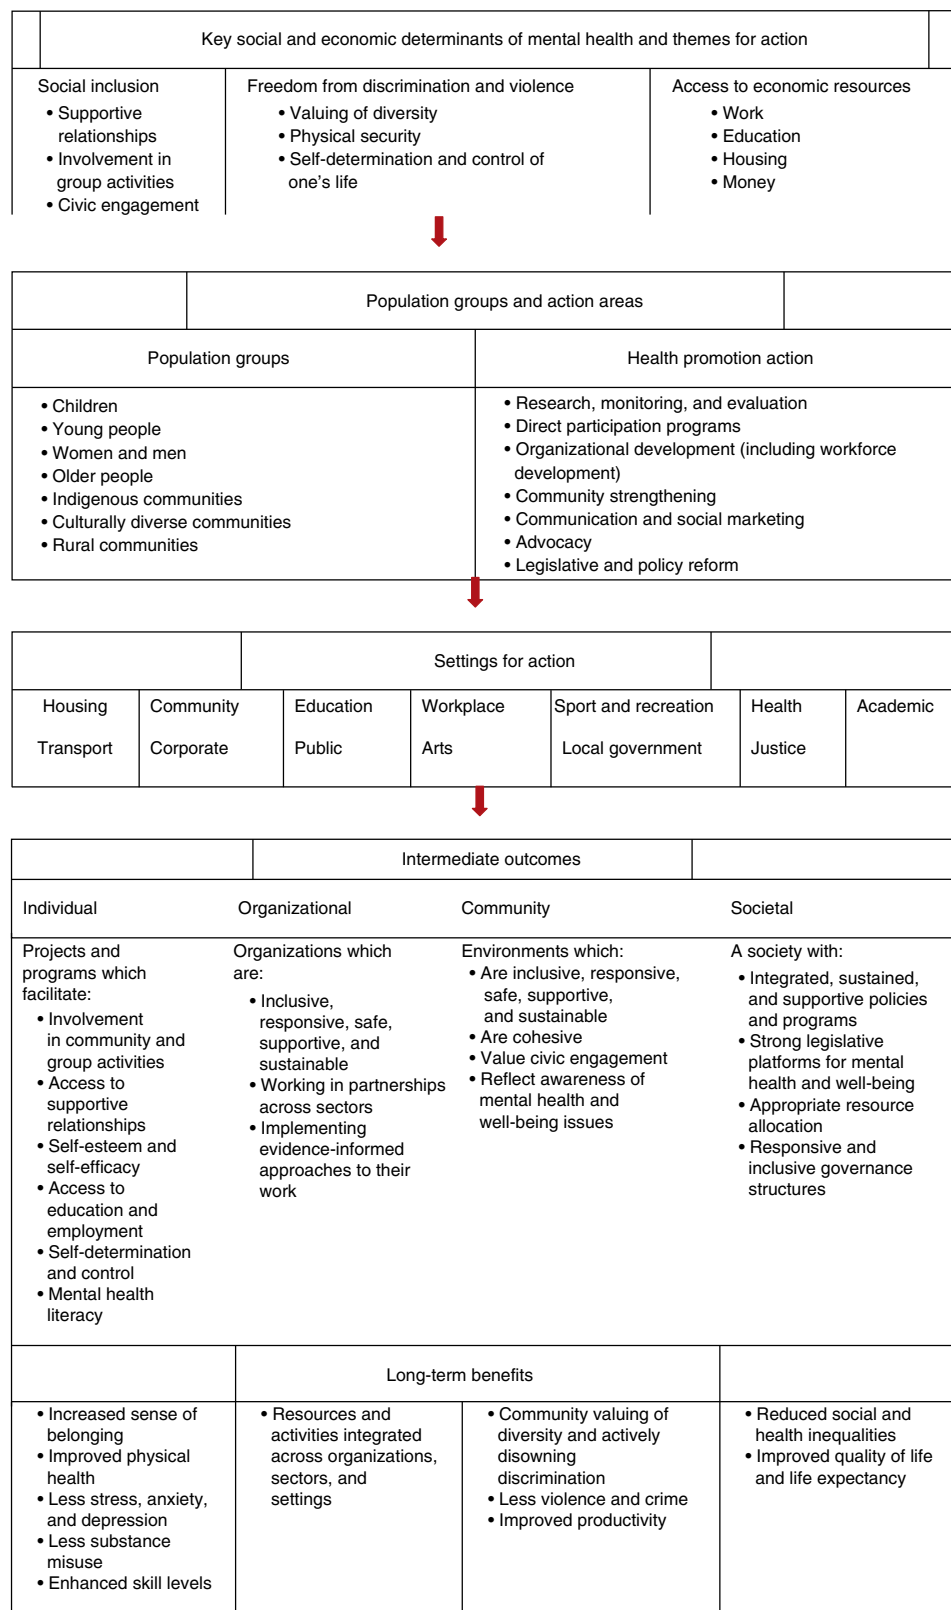 Key social and economic determinants of mental health and themes for action
Social inclusion
• Supportive
relationships
• Involvement in
group activities
• Civic engagement
Freedom from discrimination and violence
• Valuing of diversity
• Physical security
• Self-determination and control of
one's life
Access to economic resources
• Work
• Education
• Housing
• Money
Population groups and action areas
Population groups
• Children
• Young people
• Women and men
• Older people
• Indigenous communities
• Culturally diverse communities
• Rural communities
Health promotion action
• Research, monitoring, and evaluation
• Direct participation programs
• Organizational development (including workforce
development)
• Community strengthening
• Communication and social marketing
• Advocacy
• Legislative and policy reform
Settings for action
Housing
Transport
Community
Corporate
Education
Public
Workplace
Arts
Sport and recreation
Local government
Health
Justice
Academic
Intermediate outcomes
Individual
Projects and
programs which
facilitate:
• Involvement
in community and
group activities
• Access to
supportive
relationships
• Self-esteem and
self-efficacy
• Access to
education and
employment
• Self-determination
and control
• Mental health
literacy
Organizational
Organizations which
are:
• Inclusive,
responsive, safe,
supportive, and
sustainable
• Working in partnerships
across sectors
• Implementing
evidence-informed
approaches to their
work
Community
Environments which:
• Are inclusive, responsive,
safe, supportive,
and sustainable
• Are cohesive
• Value civic engagement
• Reflect awareness of
mental health and
well-being issues
Societal
A society with:
• Integrated, sustained,
and supportive policies
and programs
• Strong legislative
platforms for mental
health and well-being
• Appropriate resource
allocation
• Responsive and
inclusive governance
structures
Long-term benefits
• Increased sense of
belonging
• Improved physical
health
• Less stress, anxiety,
and depression
• Less substance
misuse
• Enhanced skill levels
• Resources and
activities integrated
across organizations,
sectors, and
settings
• Community valuing of
diversity and actively
disowning
discrimination
• Less violence and crime
• Improved productivity
• Reduced social and
health inequalities
• Improved quality of life
and life expectancy